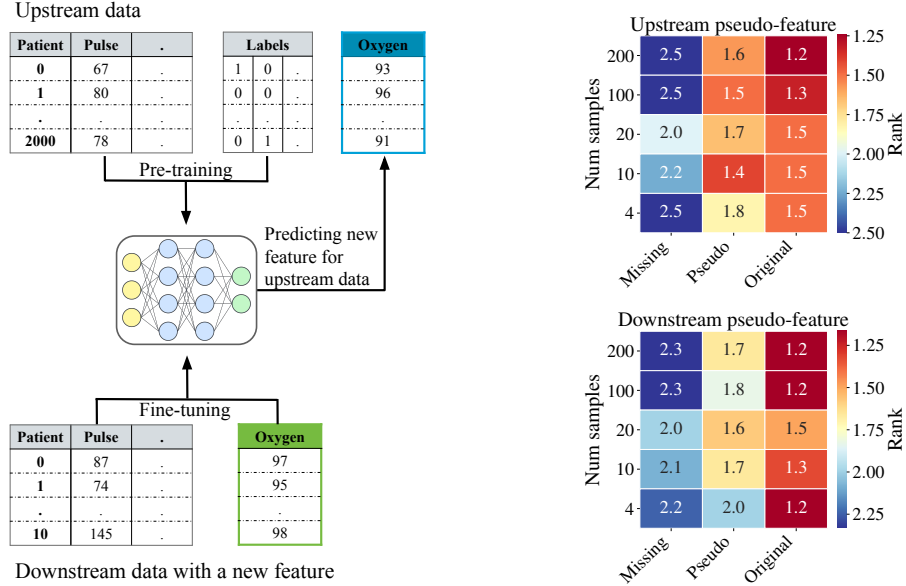 Upstream data
Patient Pulse .
0 67 .
1 80 .
. . .
2000 78 .
Labels
1 0 .
0 0 .
. . .
0 1 .
Oxygen
93
96
.
91
Pre-training
Predicting new
feature for
upstream data
Fine-tuning
Patient Pulse .
0 87 .
1 74 .
. . .
10 145 .
Oxygen
97
95
.
98
Downstream data with a new feature
Upstream pseudo-feature
Num samples
200 2.5 1.6 1.2
100 2.5 1.5 1.3
20 2.0 1.7 1.5
10 2.2 1.4 1.5
4 2.5 1.8 1.5
Missing Pseudo Original
1.25
1.50
1.75
2.00
2.25
2.50
Rank
Downstream pseudo-feature
Num samples
200 2.3 1.7 1.2
100 2.3 1.8 1.2
20 2.0 1.6 1.5
10 2.1 1.7 1.3
4 2.2 2.0 1.2
Missing Pseudo Original
1.25
1.50
1.75
2.00
2.25
Rank